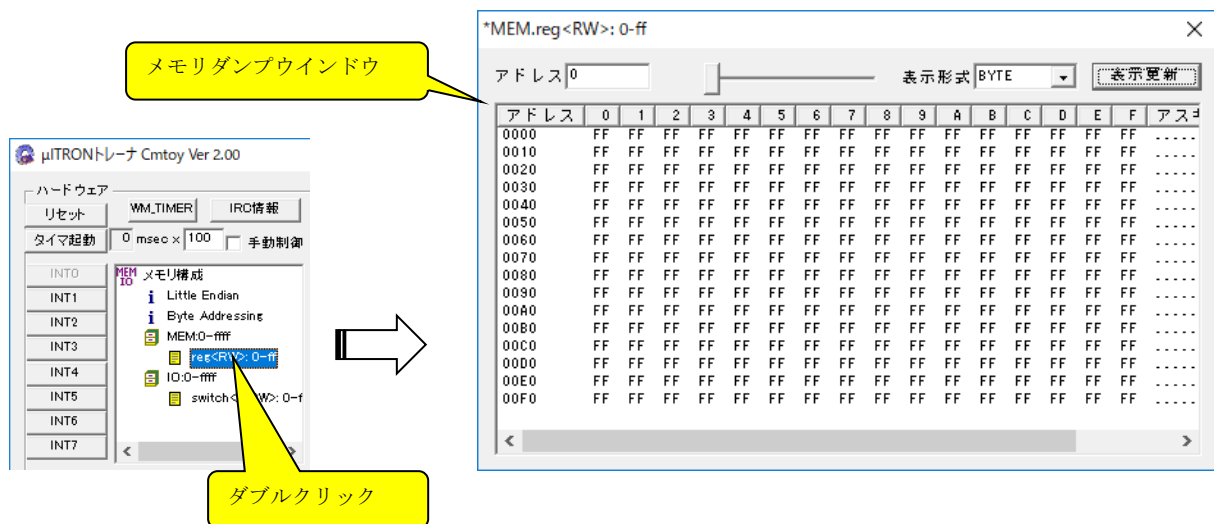 メモリダンプウインドウ
*MEM.reg<RW>: 0-ff
アドレス 0 表示形式 BYTE 表示更新
アドレス 0 1 2 3 4 5 6 7 8 9 A B C D E F アスキ
0000 FF FF FF FF FF FF FF FF FF FF FF FF FF FF FF FF .....
0010 FF FF FF FF FF FF FF FF FF FF FF FF FF FF FF FF .....
0020 FF FF FF FF FF FF FF FF FF FF FF FF FF FF FF FF .....
0030 FF FF FF FF FF FF FF FF FF FF FF FF FF FF FF FF .....
0040 FF FF FF FF FF FF FF FF FF FF FF FF FF FF FF FF .....
0050 FF FF FF FF FF FF FF FF FF FF FF FF FF FF FF FF .....
0060 FF FF FF FF FF FF FF FF FF FF FF FF FF FF FF FF .....
0070 FF FF FF FF FF FF FF FF FF FF FF FF FF FF FF FF .....
0080 FF FF FF FF FF FF FF FF FF FF FF FF FF FF FF FF .....
0090 FF FF FF FF FF FF FF FF FF FF FF FF FF FF FF FF .....
00A0 FF FF FF FF FF FF FF FF FF FF FF FF FF FF FF FF .....
00B0 FF FF FF FF FF FF FF FF FF FF FF FF FF FF FF FF .....
00C0 FF FF FF FF FF FF FF FF FF FF FF FF FF FF FF FF .....
00D0 FF FF FF FF FF FF FF FF FF FF FF FF FF FF FF FF .....
00E0 FF FF FF FF FF FF FF FF FF FF FF FF FF FF FF FF .....
00F0 FF FF FF FF FF FF FF FF FF FF FF FF FF FF FF FF .....
μITRONトレーナ Cmtoy Ver 2.00
ハードウェア
リセット WM_TIMER IRC情報
タイマ起動 0 msec x 100 手動制御
INT0
INT1
INT2
INT3
INT4
INT5
INT6
INT7
MEM IO メモリ構成
i Little Endian
i Byte Addressing
MEM:0-ffff
reg<RW>: 0-ff
IO:0-ffff
switch< W>: 0-f
ダブルクリック